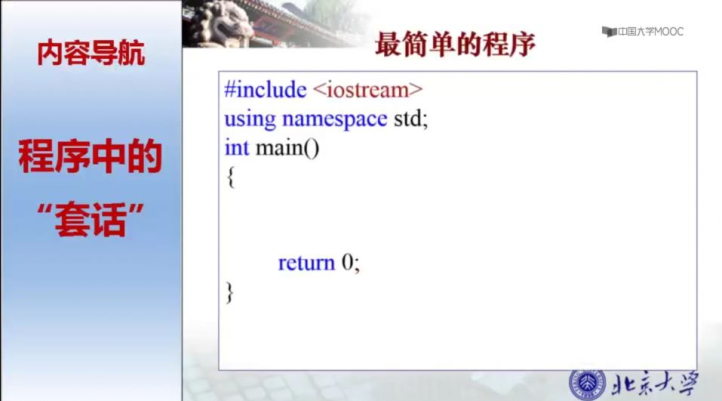 内容导航
程序中的
“套话”
最简单的程序
中国大学MOOC
#include <iostream>
using namespace std;
int main()
{
return 0;
}
北京大学